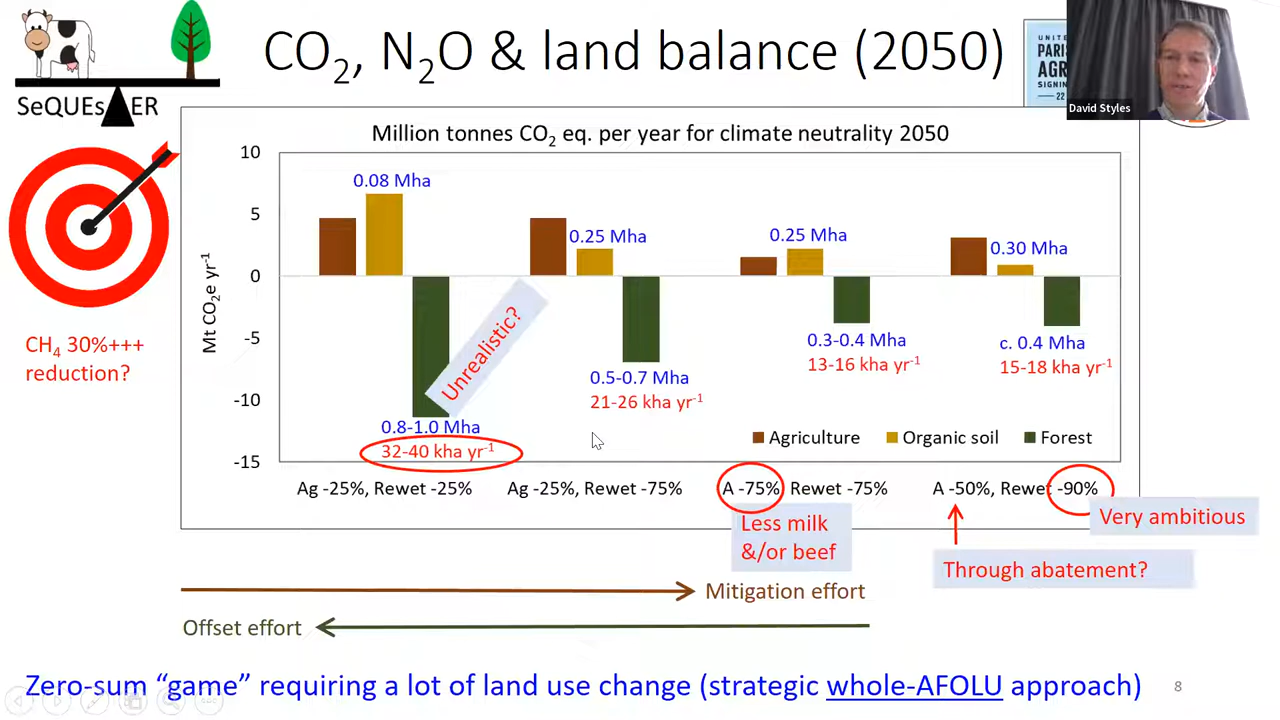 CO₂, N₂O & land balance (2050)
SeQUEsTER
UNITE
PARIS
AGR
SIGNIN
22
David Styles
Million tonnes CO₂ eq. per year for climate neutrality 2050
Mt CO₂e yr⁻¹
10
5
0
-5
-10
-15
0.08 Mha
0.25 Mha
0.25 Mha
0.30 Mha
Unrealistic?
0.8-1.0 Mha
32-40 kha yr⁻¹
0.5-0.7 Mha
21-26 kha yr⁻¹
0.3-0.4 Mha
13-16 kha yr⁻¹
c. 0.4 Mha
15-18 kha yr⁻¹
Agriculture
Organic soil
Forest
Ag -25%, Rewet -25%
Ag -25%, Rewet -75%
A -75% Rewet -75%
A -50%, Rewet -90%
CH₄ 30%+++
reduction?
Less milk
&/or beef
Very ambitious
Through abatement?
Mitigation effort
Offset effort
Zero-sum “game” requiring a lot of land use change (strategic whole-AFOLU approach)
8